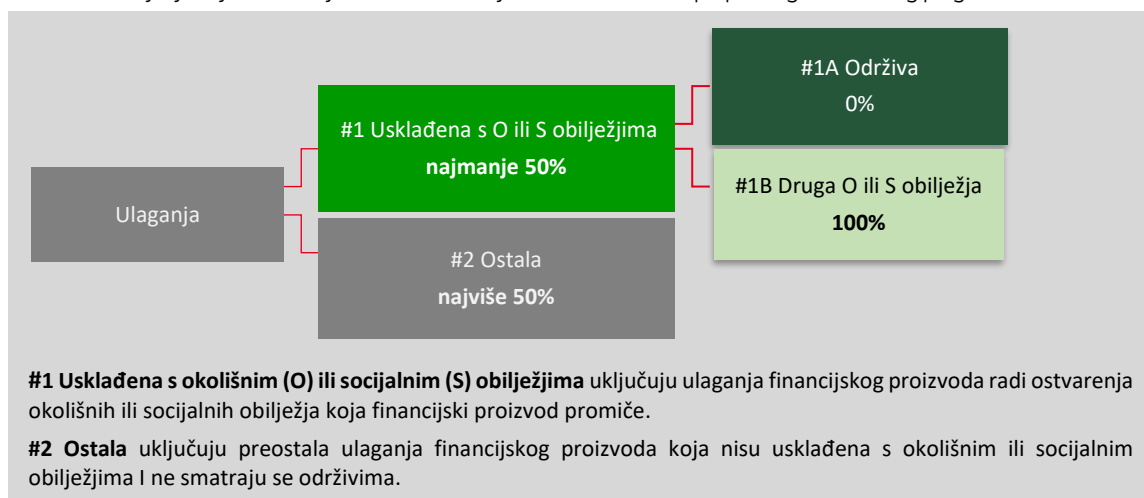 #1A Održiva
0%
#1 Usklađena s O ili S obilježjima
najmanje 50%
#1B Druga O ili S obilježja
100%
Ulaganja
#2 Ostala
najviše 50%
#1 Usklađena s okolišnim (O) ili socijalnim (S) obilježjima uključuju ulaganja financijskog proizvoda radi ostvarenja
okolišnih ili socijalnih obilježja koja financijski proizvod promiče.
#2 Ostala uključuju preostala ulaganja financijskog proizvoda koja nisu usklađena s okolišnim ili socijalnim
obilježjima I ne smatraju se održivima.